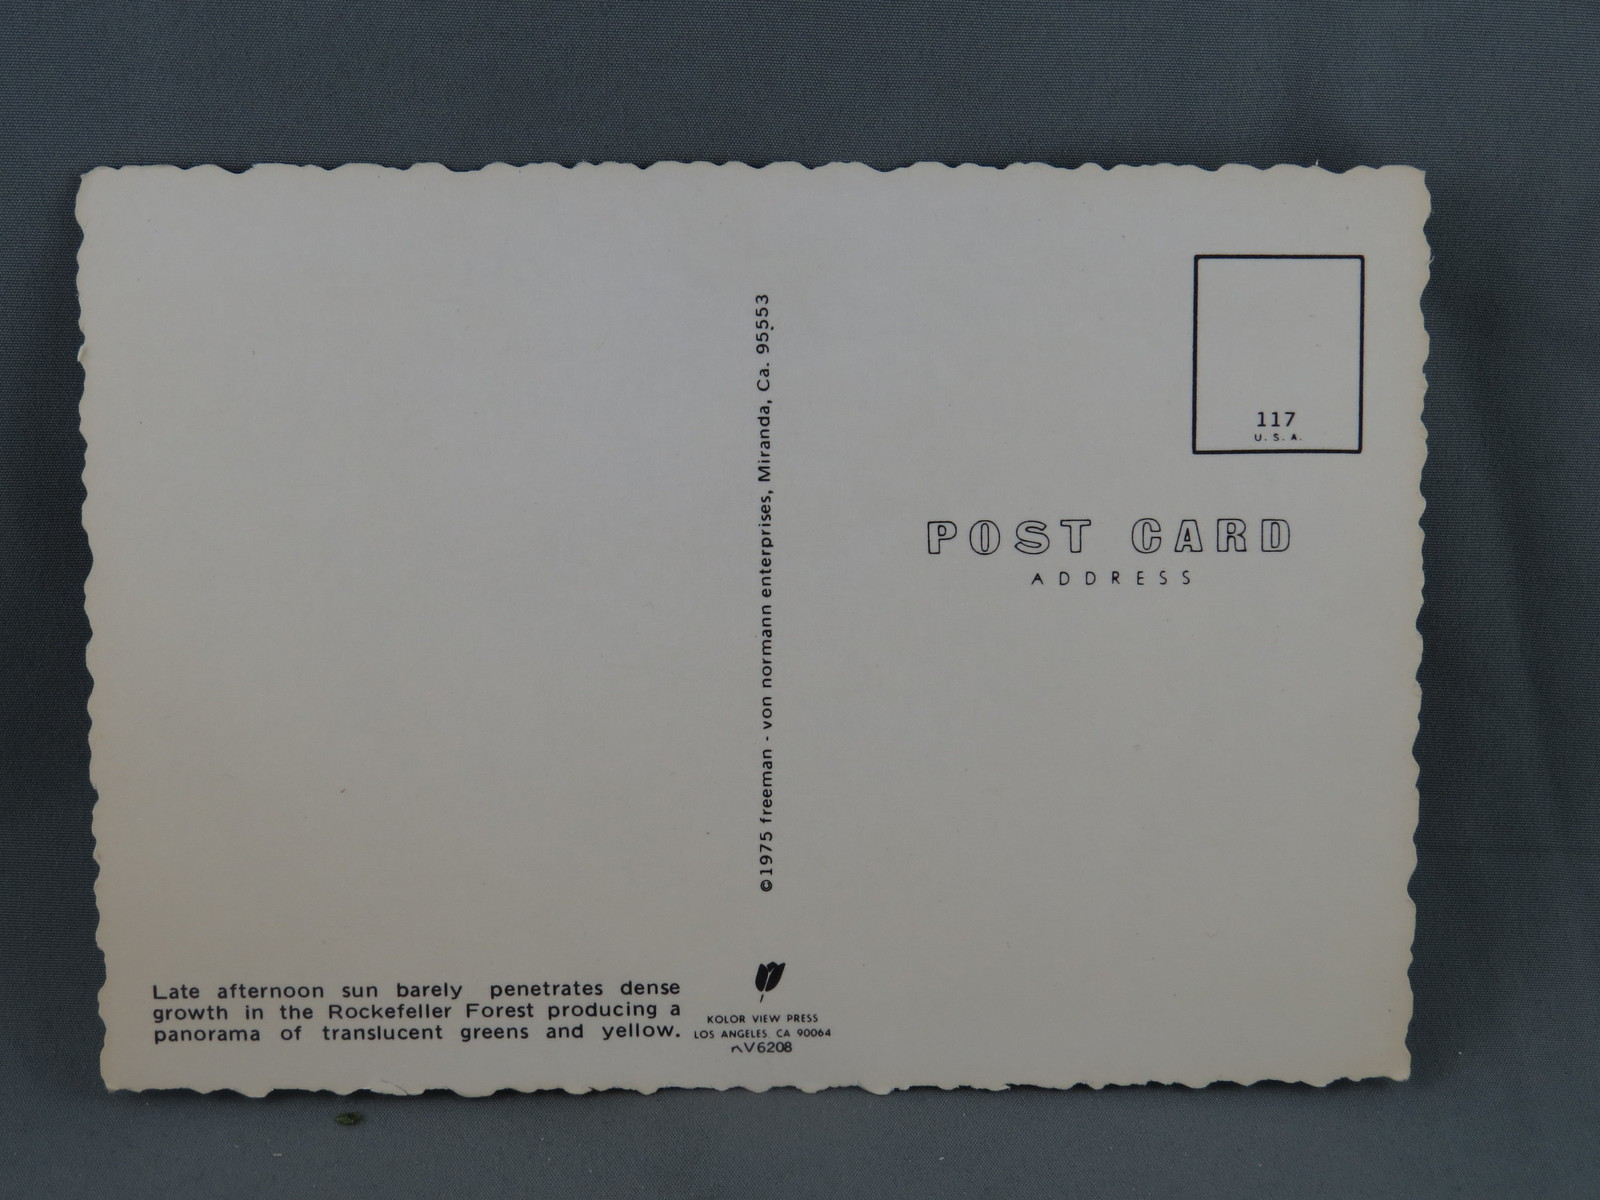 117
U. S. A.
POST CARD
ADDRESS
©1975 freeman - von normann enterprises, Miranda, Ca. 95553
Late afternoon sun barely penetrates dense
growth in the Rockefeller Forest producing a
panorama of translucent greens and yellow.
KOLOR VIEW PRESS
LOS ANGELES CA 90064
nV6208